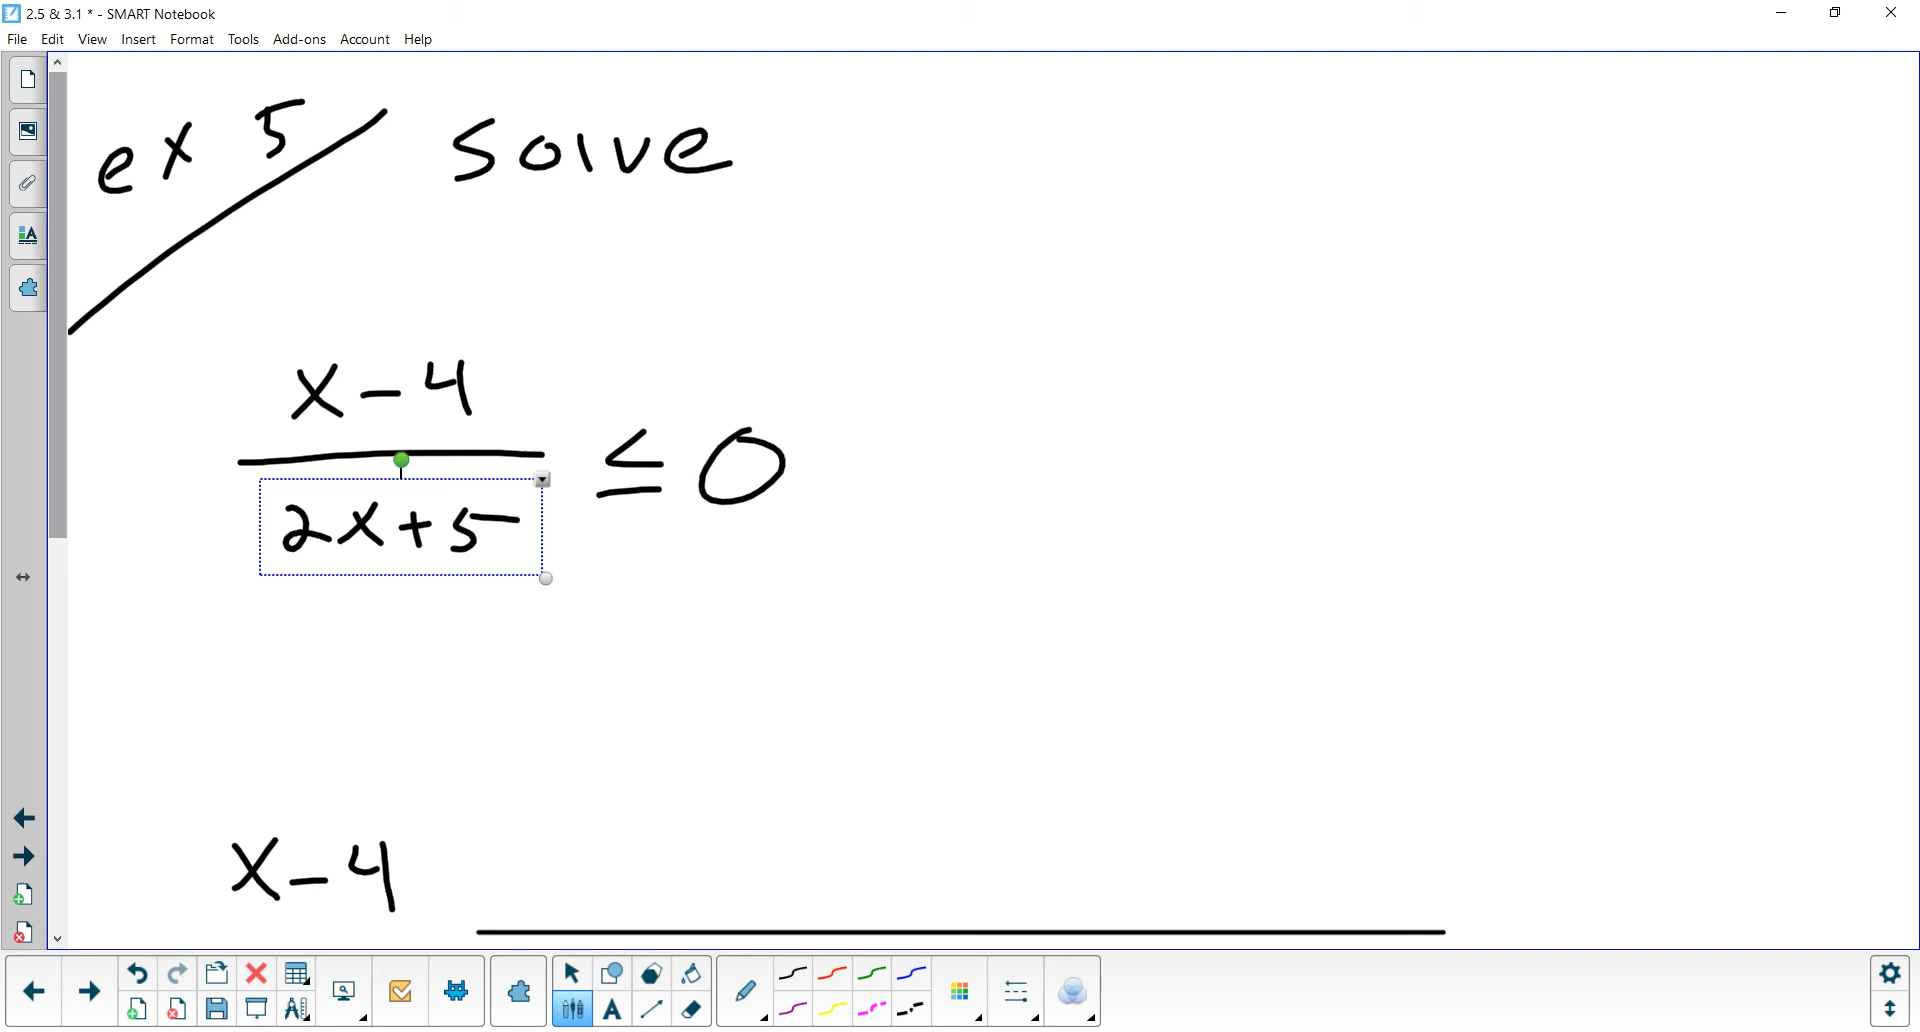 2.5 & 3.1 * - SMART Notebook
File Edit View Insert Format Tools Add-ons Account Help
ex 5 solve
x - 4
≤ 0
2x + 5
x - 4